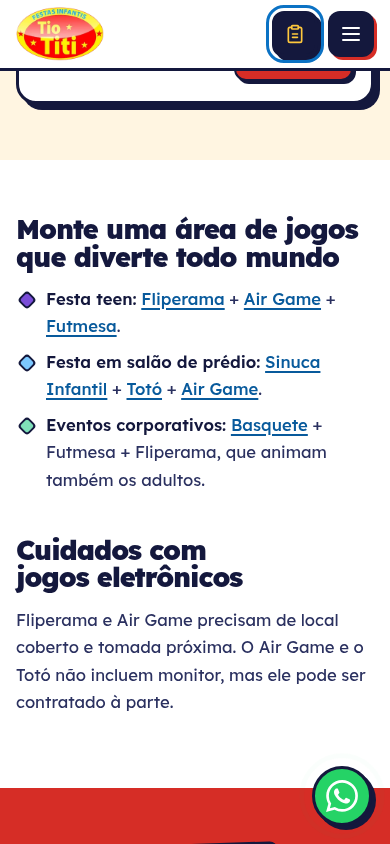 FESTAS INFANTIS
Tio
Titi
Monte uma área de jogos
que diverte todo mundo
Festa teen: Fliperama + Air Game +
Futmesa.
Festa em salão de prédio: Sinuca
Infantil + Totó + Air Game.
Eventos corporativos: Basquete +
Futmesa + Fliperama, que animam
também os adultos.
Cuidados com
jogos eletrônicos
Fliperama e Air Game precisam de local
coberto e tomada próxima. O Air Game e o
Totó não incluem monitor, mas ele pode ser
contratado à parte.